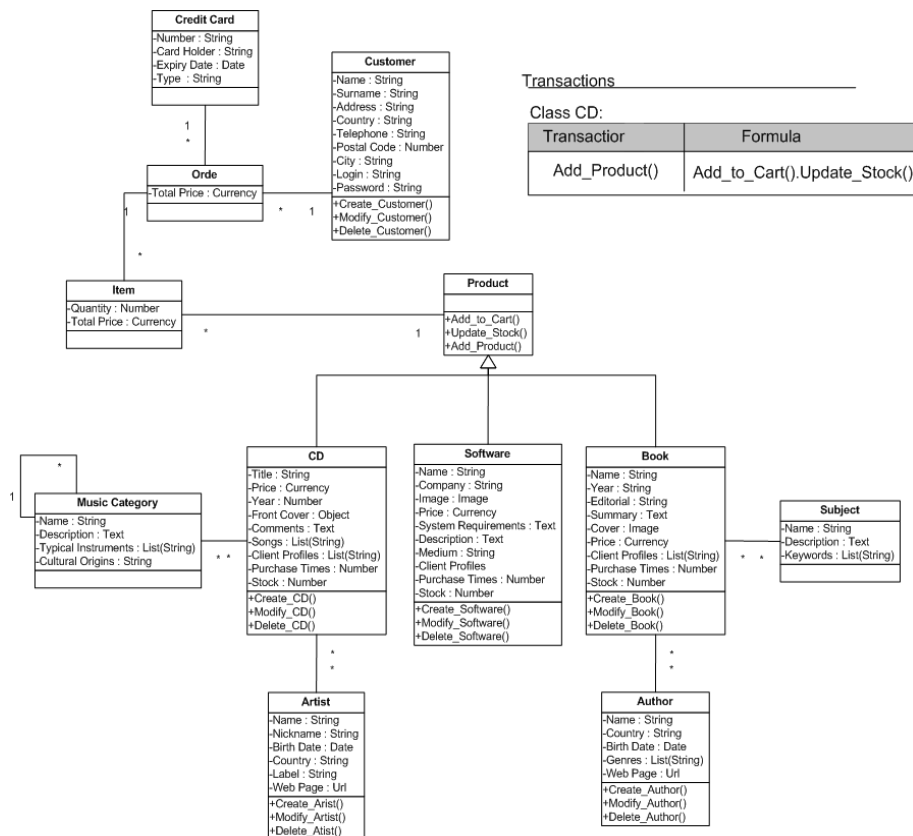 Credit Card
-Number : String
-Card Holder : String
-Expiry Date : Date
-Type : String
1
*
Orde
-Total Price : Currency
1
*
*
1
Customer
-Name : String
-Surname : String
-Address : String
-Country : String
-Telephone : String
-Postal Code : Number
-City : String
-Login : String
-Password : String
+Create_Customer()
+Modify_Customer()
+Delete_Customer()
Transactions
Class CD:
Transactior Formula
Add_Product() Add_to_Cart().Update_Stock()
Item
-Quantity : Number
-Total Price : Currency
*
1
Product
+Add_to_Cart()
+Update_Stock()
+Add_Product()
*
1
Music Category
-Name : String
-Description : Text
-Typical Instruments : List(String)
-Cultural Origins : String
* *
CD
-Title : String
-Price : Currency
-Year : Number
-Front Cover : Object
-Comments : Text
-Songs : List(String)
-Client Profiles : List(String)
-Purchase Times : Number
-Stock : Number
+Create_CD()
+Modify_CD()
+Delete_CD()
Software
-Name : String
-Company : String
-Image : Image
-Price : Currency
-System Requirements : Text
-Description : Text
-Medium : String
-Client Profiles
-Purchase Times : Number
-Stock : Number
+Create_Software()
+Modify_Software()
+Delete_Software()
Book
-Name : String
-Year : String
-Editorial : String
-Summary : Text
-Cover : Image
-Price : Currency
-Client Profiles : List(String)
-Purchase Times : Number
-Stock : Number
+Create_Book()
+Modify_Book()
+Delete_Book()
* *
Subject
-Name : String
-Description : Text
-Keywords : List(String)
*
*
Artist
-Name : String
-Nickname : String
-Birth Date : Date
-Country : String
-Label : String
-Web Page : Url
+Create_Arist()
+Modify_Artist()
+Delete_Atist()
*
*
Author
-Name : String
-Country : String
-Birth Date : Date
-Genres : List(String)
-Web Page : Url
+Create_Author()
+Modify_Author()
+Delete_Author()